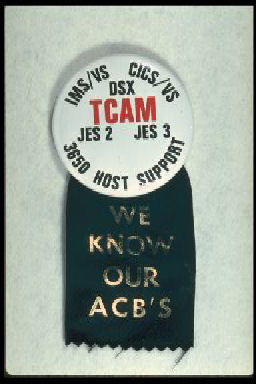 IMS/VS CICS/VS
DSX
TCAM
JES 2 JES 3
3650 HOST SUPPORT
WE
KNOW
OUR
ACB'S